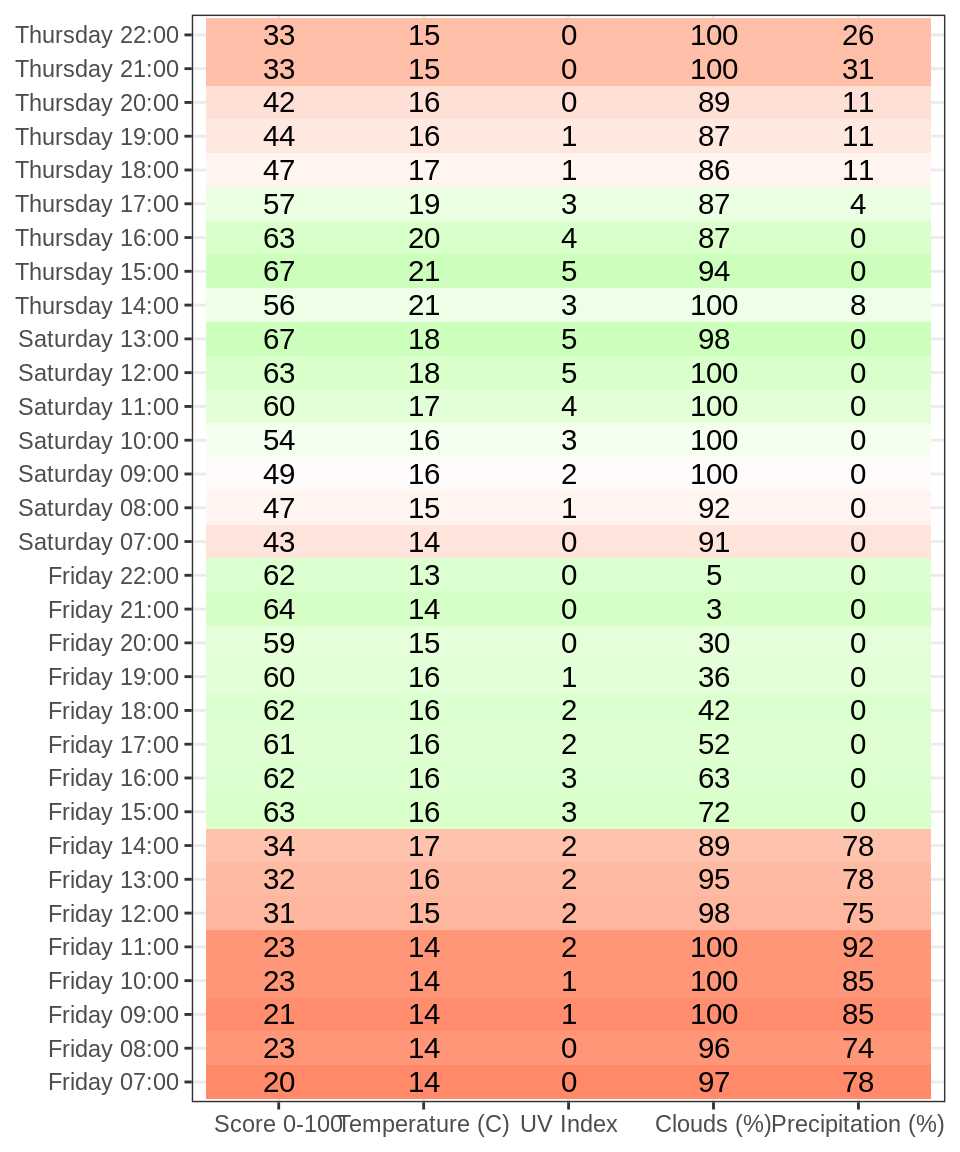 Thursday 22:00 33 15 0 100 26
Thursday 21:00 33 15 0 100 31
Thursday 20:00 42 16 0 89 11
Thursday 19:00 44 16 1 87 11
Thursday 18:00 47 17 1 86 11
Thursday 17:00 57 19 3 87 4
Thursday 16:00 63 20 4 87 0
Thursday 15:00 67 21 5 94 0
Thursday 14:00 56 21 3 100 8
Saturday 13:00 67 18 5 98 0
Saturday 12:00 63 18 5 100 0
Saturday 11:00 60 17 4 100 0
Saturday 10:00 54 16 3 100 0
Saturday 09:00 49 16 2 100 0
Saturday 08:00 47 15 1 92 0
Saturday 07:00 43 14 0 91 0
Friday 22:00 62 13 0 5 0
Friday 21:00 64 14 0 3 0
Friday 20:00 59 15 0 30 0
Friday 19:00 60 16 1 36 0
Friday 18:00 62 16 2 42 0
Friday 17:00 61 16 2 52 0
Friday 16:00 62 16 3 63 0
Friday 15:00 63 16 3 72 0
Friday 14:00 34 17 2 89 78
Friday 13:00 32 16 2 95 78
Friday 12:00 31 15 2 98 75
Friday 11:00 23 14 2 100 92
Friday 10:00 23 14 1 100 85
Friday 09:00 21 14 1 100 85
Friday 08:00 23 14 0 96 74
Friday 07:00 20 14 0 97 78
Score 0-100 Temperature (C) UV Index Clouds (%) Precipitation (%)